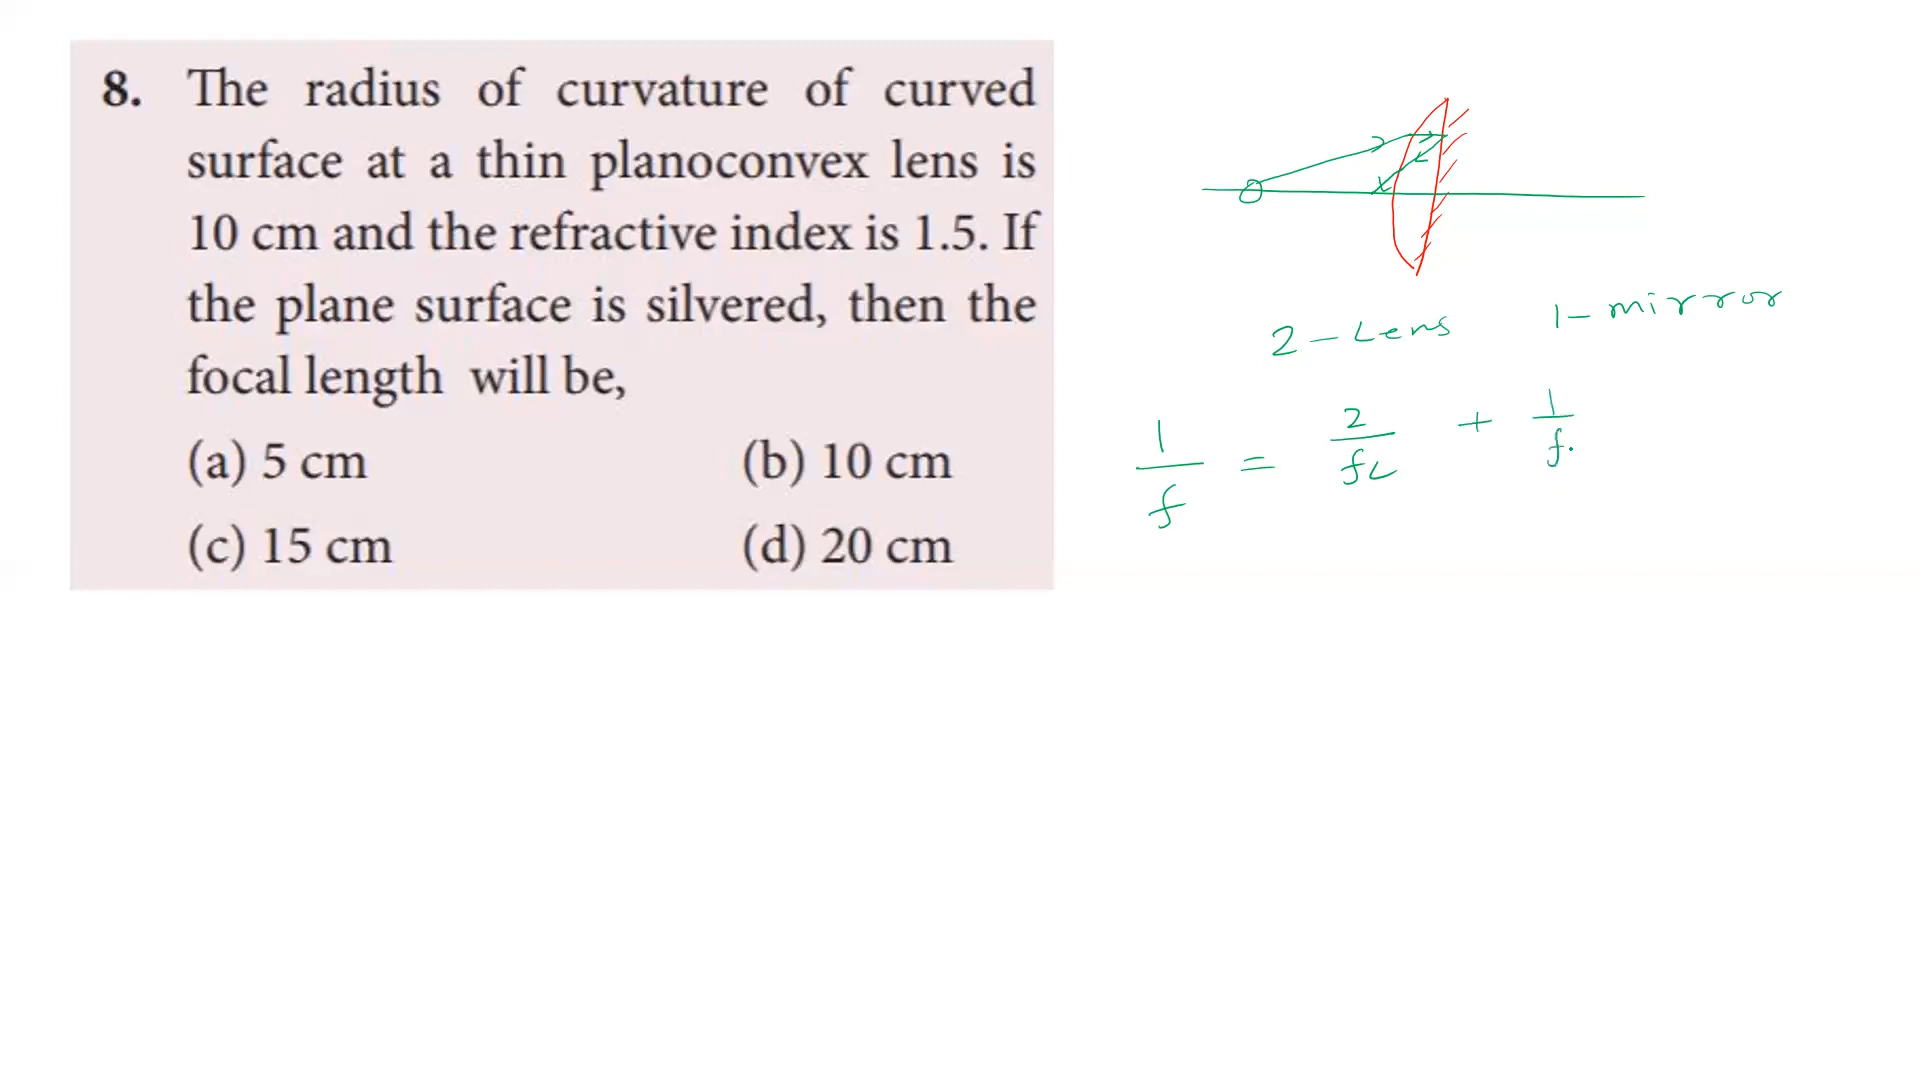 8. The radius of curvature of curved
surface at a thin planoconvex lens is
10 cm and the refractive index is 1.5. If
the plane surface is silvered, then the
focal length will be,
(a) 5 cm (b) 10 cm
(c) 15 cm (d) 20 cm
O
2 - Lens 1 - mirror
1/f = 2/fL + 1/f.